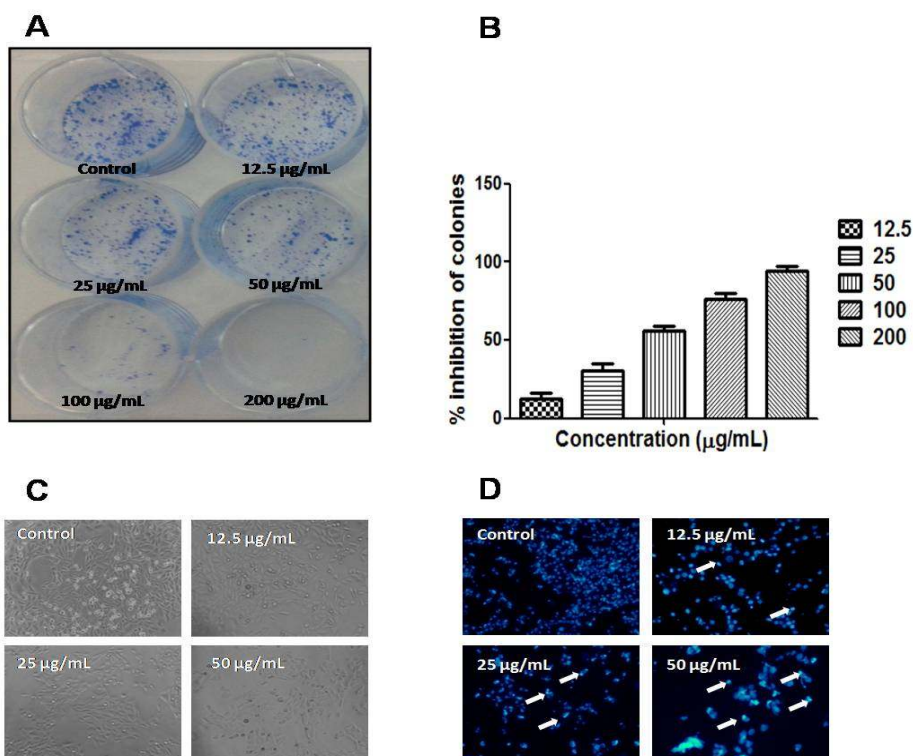 A
Control
12.5 µg/mL
25 µg/mL
50 µg/mL
100 µg/mL
200 µg/mL
B
% inhibition of colonies
150
100
50
0
Concentration (µg/mL)
12.5
25
50
100
200
C
Control
12.5 µg/mL
25 µg/mL
50 µg/mL
D
Control
12.5 µg/mL
25 µg/mL
50 µg/mL